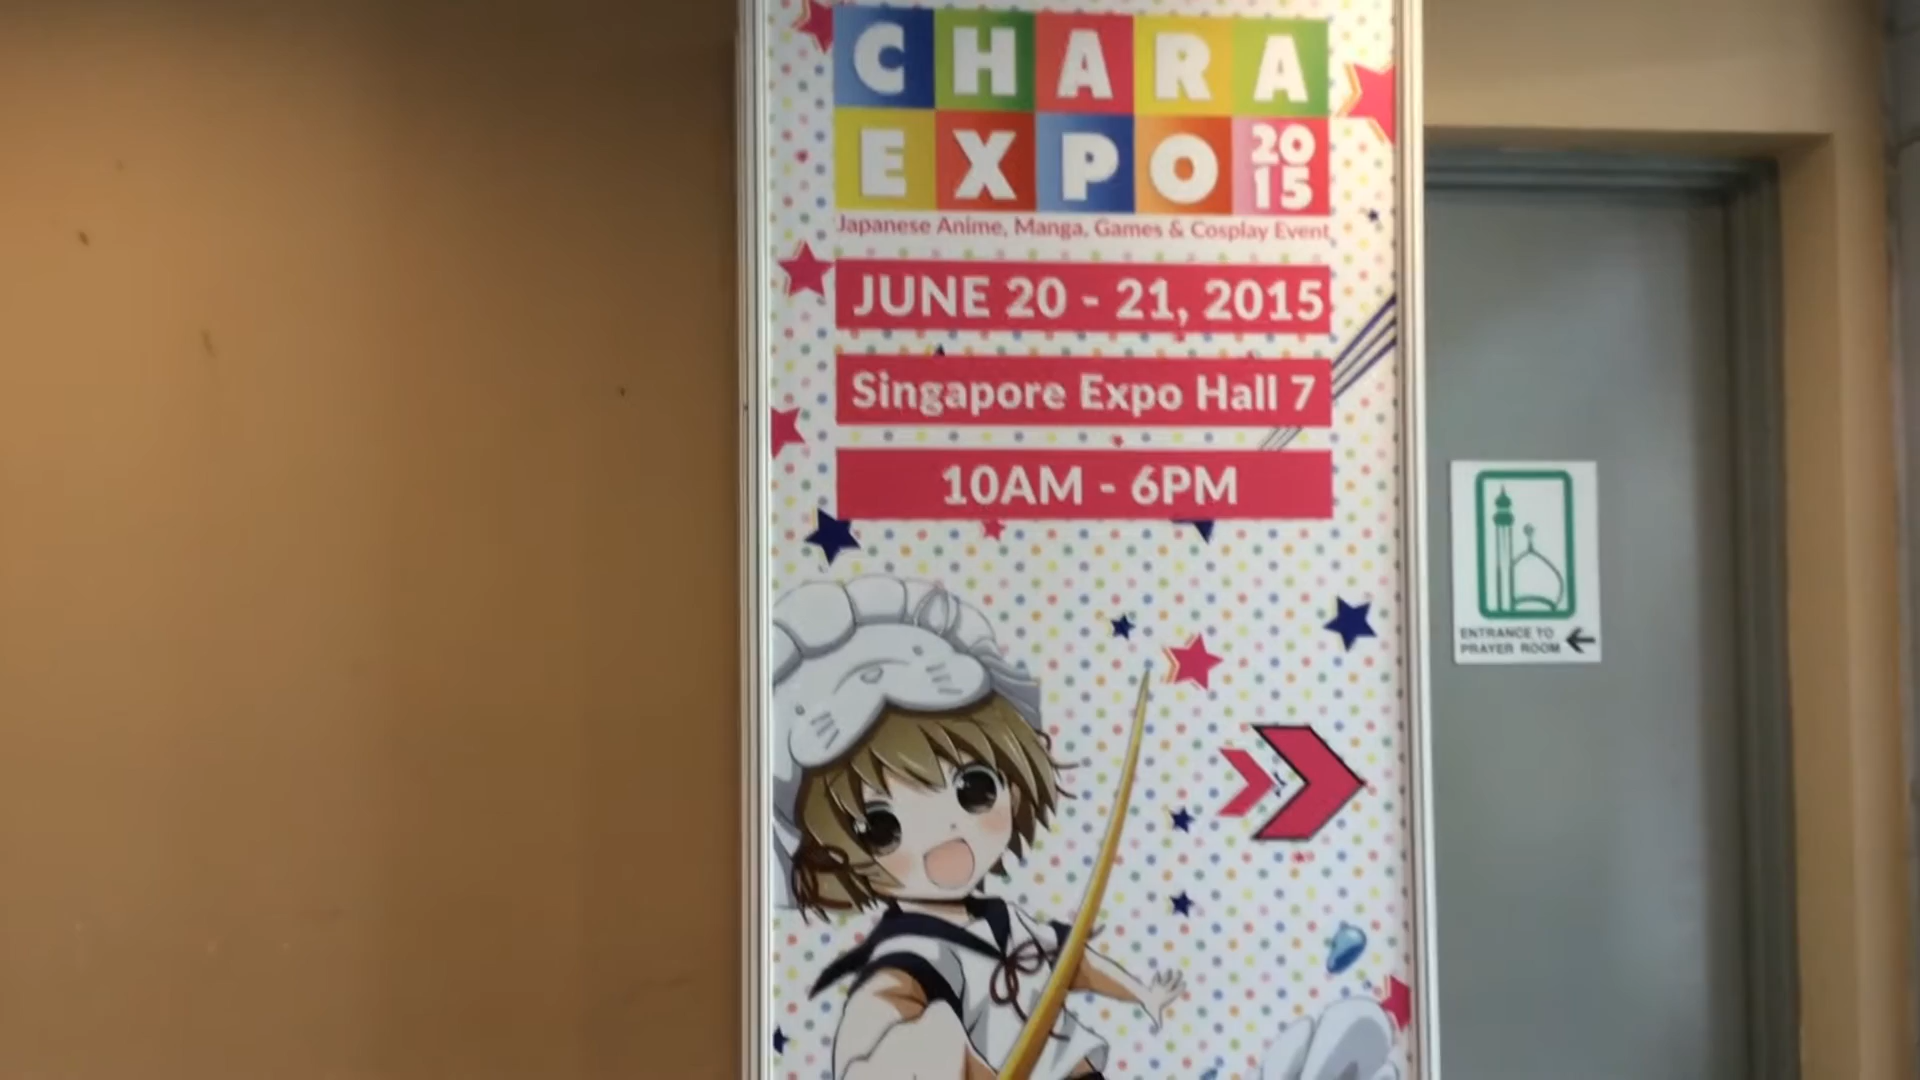 CHARA
EXPO 2015
Japanese Anime, Manga, Games & Cosplay Event
JUNE 20 - 21, 2015
Singapore Expo Hall 7
10AM - 6PM
ENTRANCE TO
PRAYER ROOM